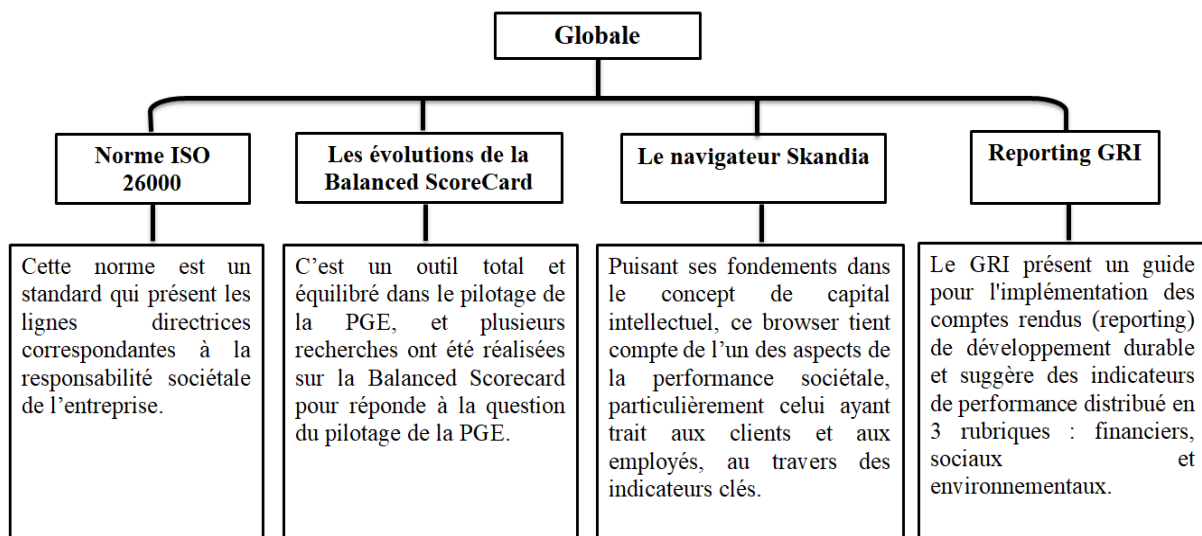 Globale
Norme ISO
26000
Les évolutions de la
Balanced ScoreCard
Le navigateur Skandia
Reporting GRI
Cette norme est un
standard qui présent les
lignes directrices
correspondantes à la
responsabilité sociétale
de l’entreprise.
C’est un outil total et
équilibré dans le pilotage de
la PGE, et plusieurs
recherches ont été réalisées
sur la Balanced Scorecard
pour réponde à la question
du pilotage de la PGE.
Puisant ses fondements dans
le concept de capital
intellectuel, ce browser tient
compte de l’un des aspects de
la performance sociétale,
particulièrement celui ayant
trait aux clients et aux
employés, au travers des
indicateurs clés.
Le GRI présent un guide
pour l'implémentation des
comptes rendus (reporting)
de développement durable
et suggère des indicateurs
de performance distribué en
3 rubriques : financiers,
sociaux et
environnementaux.